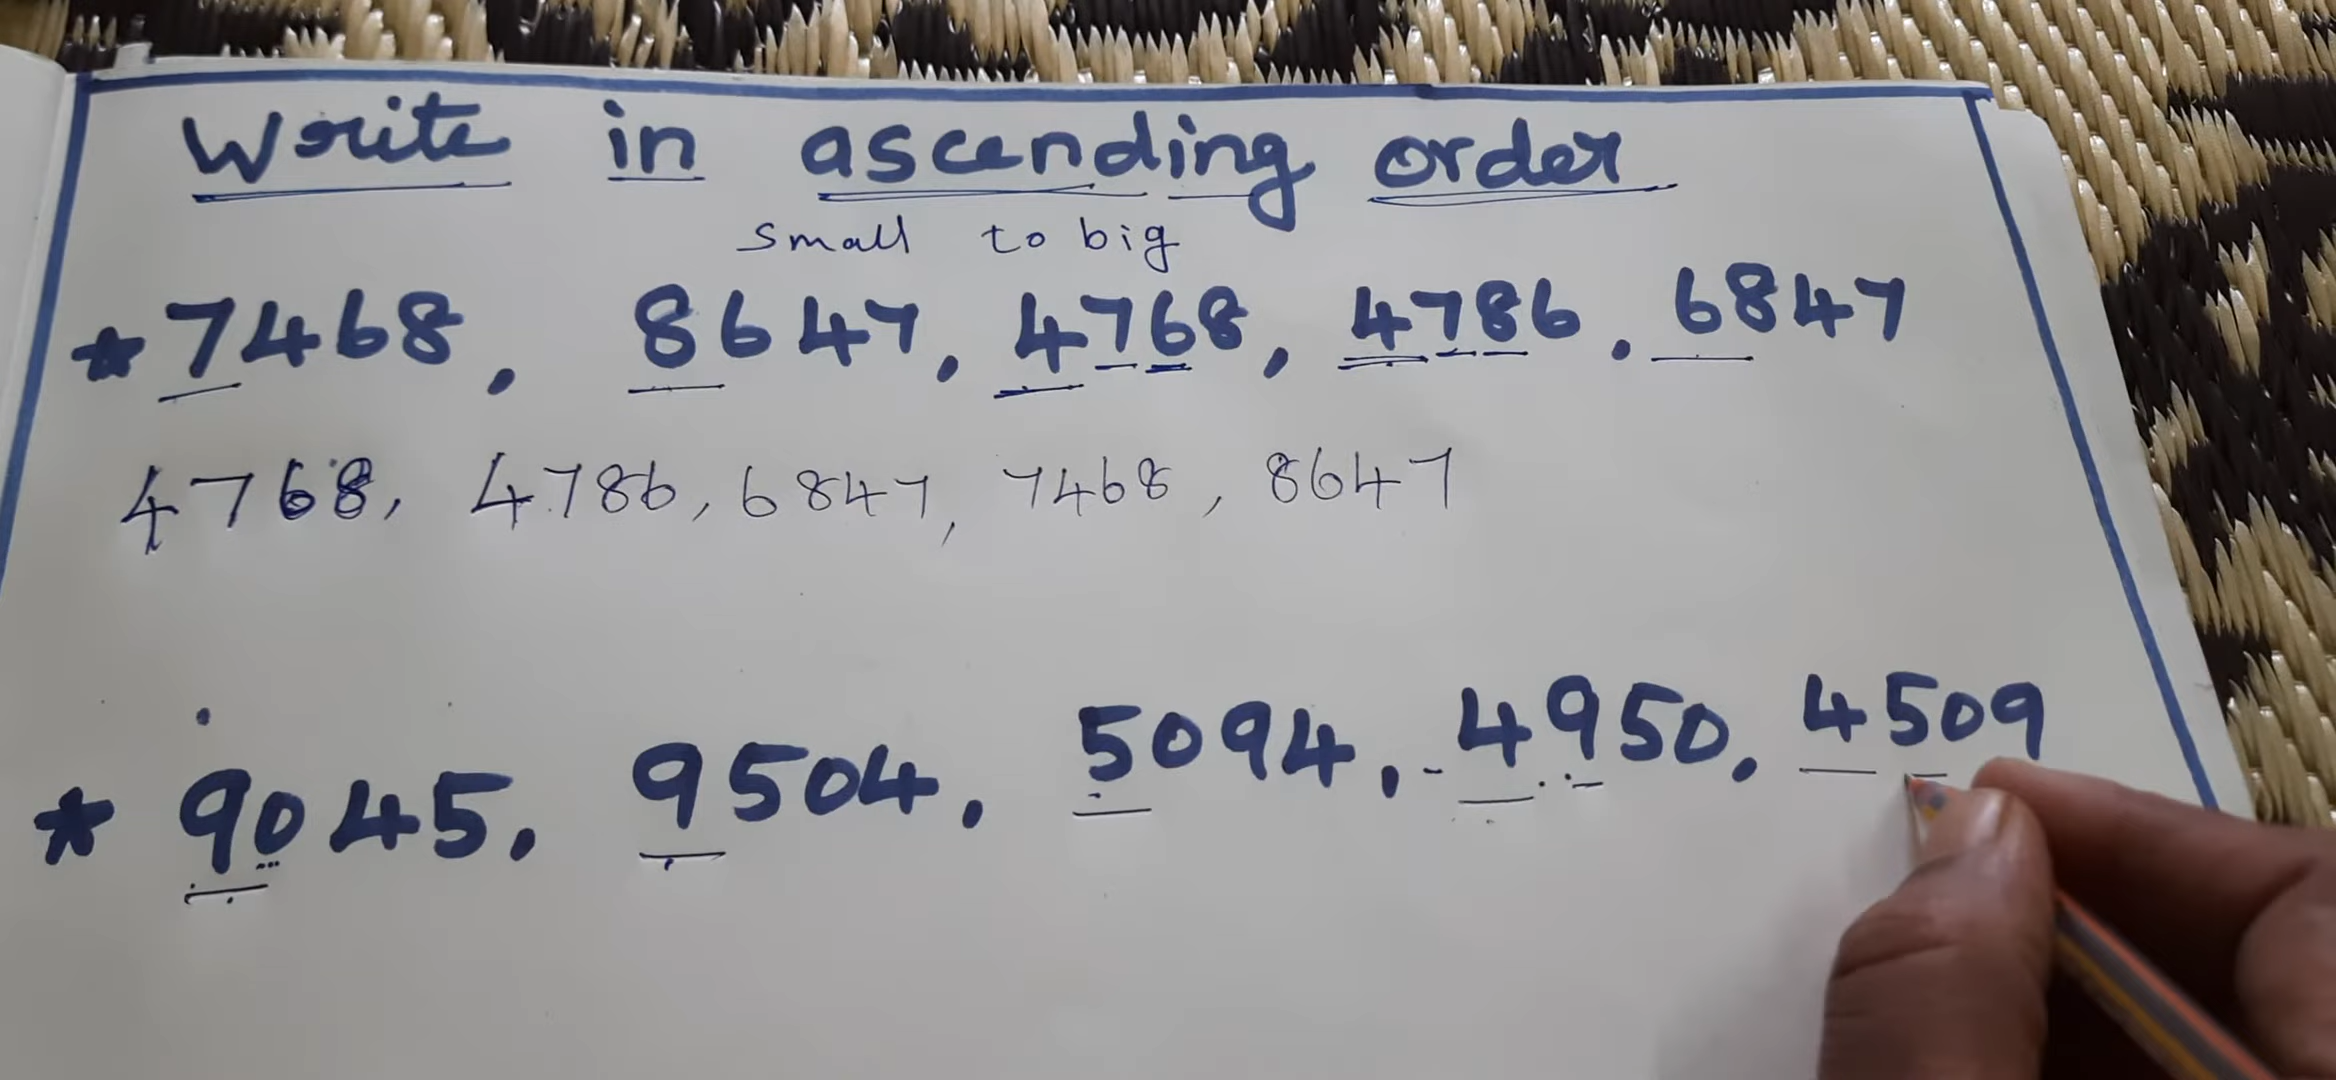 Write in ascending order
small to big
* 7468, 8647, 4768, 4786, 6847
4768, 4786, 6847, 7468, 8647
* 9045, 9504, 5094, 4950, 4509